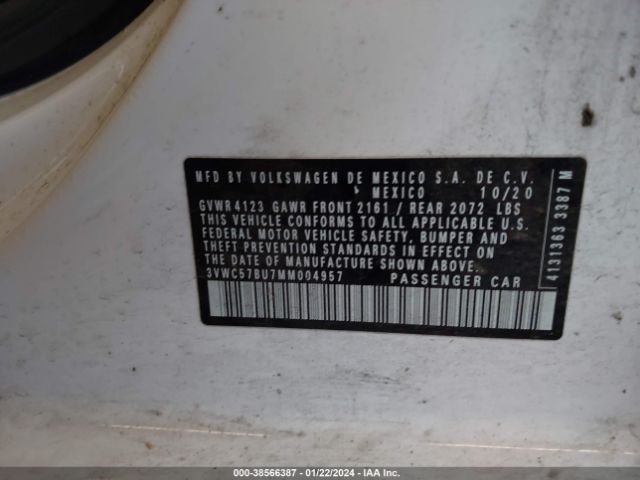 MFD BY VOLKSWAGEN DE MEXICO S.A. DE C.V.
MEXICO 10/20
GVWR 4123 GAWR FRONT 2161 / REAR 2072 LBS
THIS VEHICLE CONFORMS TO ALL APPLICABLE U.S.
FEDERAL MOTOR VEHICLE SAFETY, BUMPER AND
THEFT PREVENTION STANDARDS IN EFFECT ON THE
DATE OF MANUFACTURE SHOWN ABOVE.
3VWC57BU7MM004957 PASSENGER CAR
4131363 3387 M
000-38566387 - 01/22/2024 - IAA Inc.